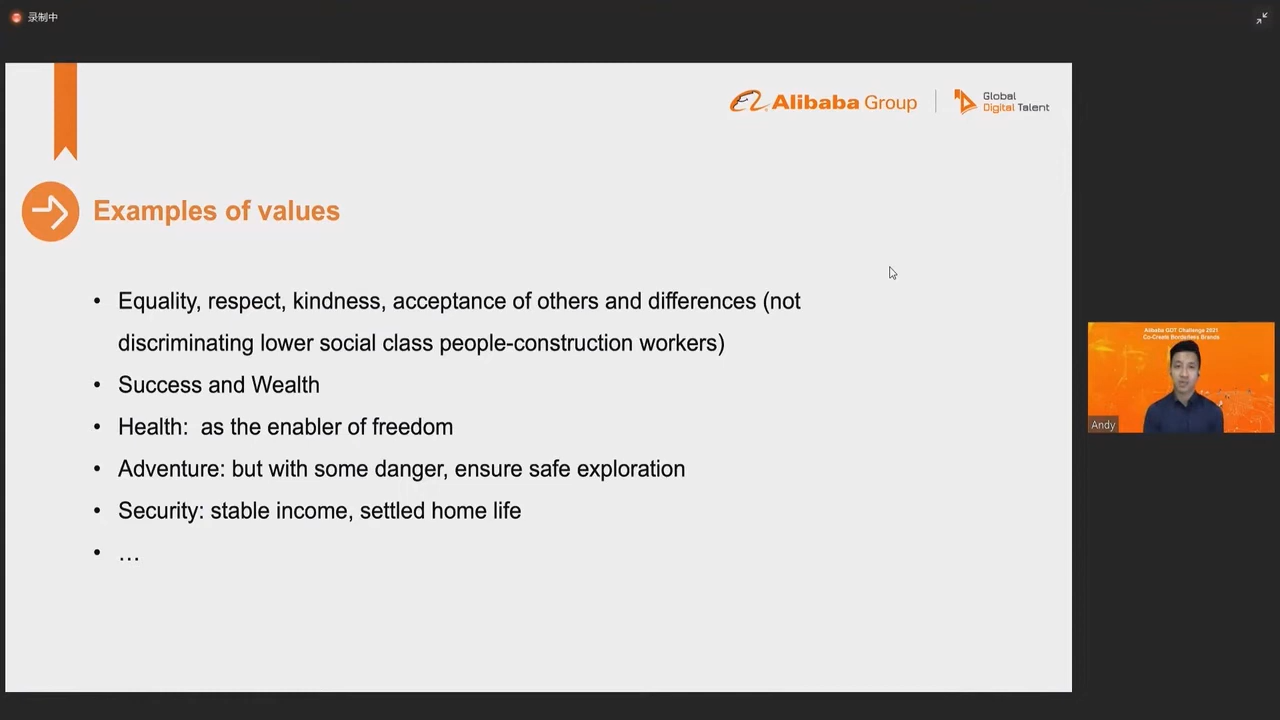 录制中
Alibaba Group
Global
Digital Talent
Examples of values
• Equality, respect, kindness, acceptance of others and differences (not
discriminating lower social class people-construction workers)
• Success and Wealth
• Health:  as the enabler of freedom
• Adventure: but with some danger, ensure safe exploration
• Security: stable income, settled home life
• …
Alibaba GDT Challenge 2021
Co-Create Borderless Brands
Andy